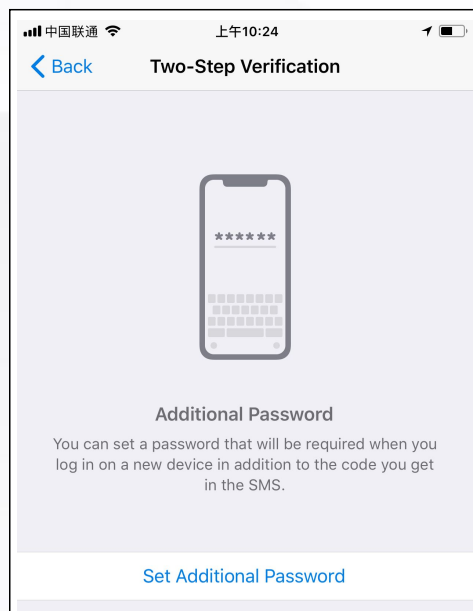 中国联通 上午10:24
Back Two-Step Verification
******
Additional Password
You can set a password that will be required when you
log in on a new device in addition to the code you get
in the SMS.
Set Additional Password